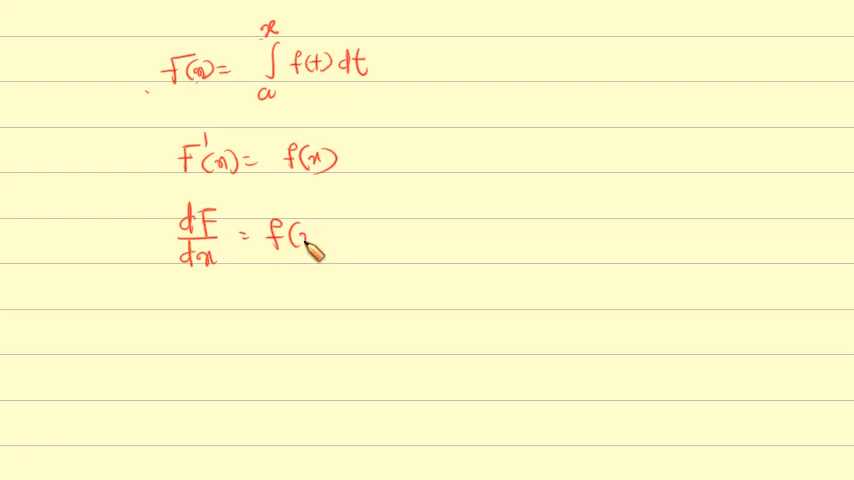 F(x) = ∫ₐˣ f(t) dt
F'(x) = f(x)
dF/dx = f(